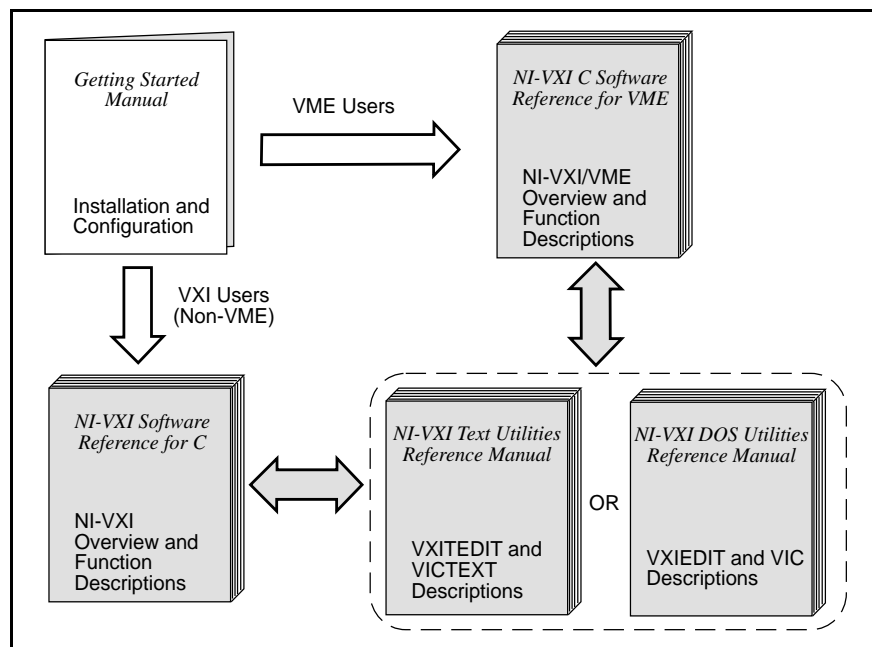 Getting Started
Manual
Installation and
Configuration
VME Users
NI-VXI C Software
Reference for VME
NI-VXI/VME
Overview and
Function
Descriptions
VXI Users
(Non-VME)
NI-VXI Software
Reference for C
NI-VXI
Overview and
Function
Descriptions
NI-VXI Text Utilities
Reference Manual
VXITEDIT and
VICTEXT
Descriptions
OR
NI-VXI DOS Utilities
Reference Manual
VXIEDIT and VIC
Descriptions